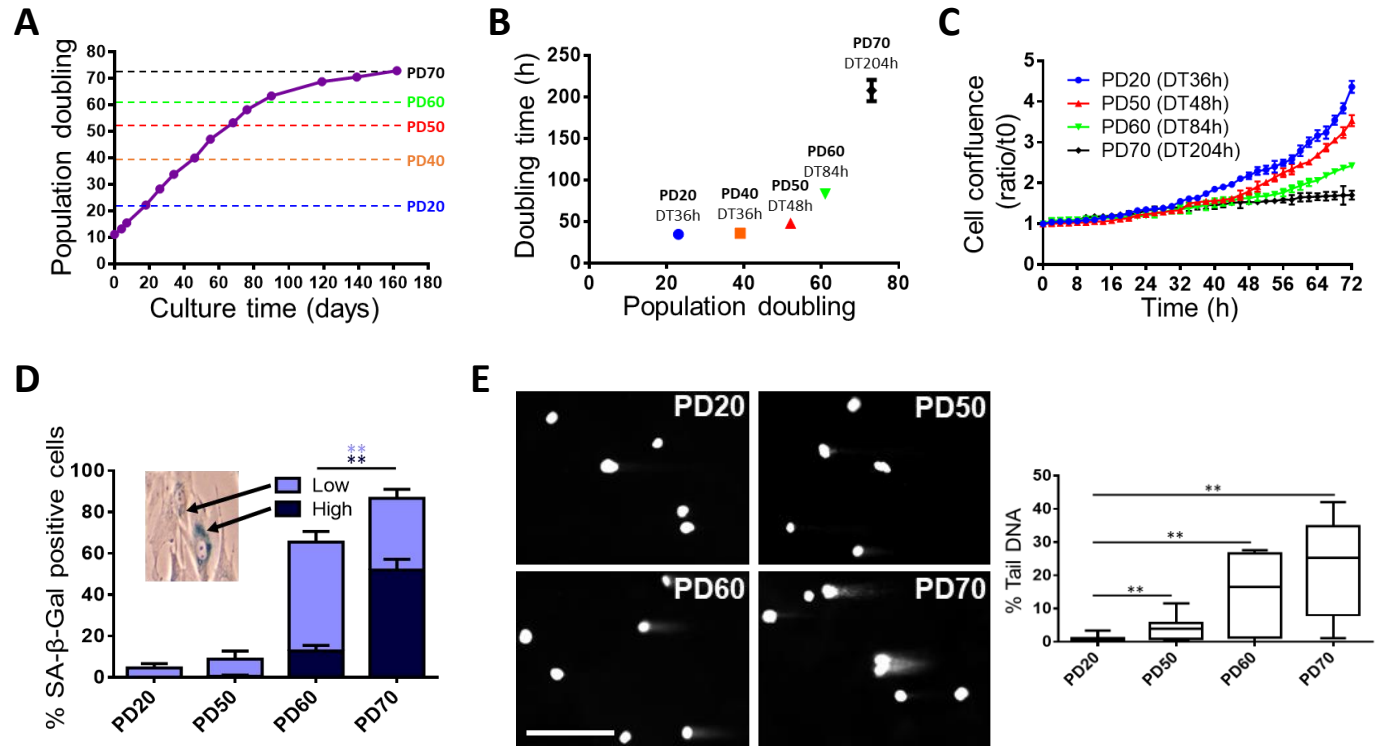 A
Population doubling
80
70
60
50
40
30
20
10
0
PD70
PD60
PD50
PD40
PD20
0 20 40 60 80 100 120 140 160 180
Culture time (days)
B
Doubling time (h)
250
200
150
100
50
0
PD70
DT204h
PD60
DT84h
PD50
DT48h
PD40
DT36h
PD20
DT36h
0 20 40 60 80
Population doubling
C
Cell confluence
(ratio/t0)
5
4
3
2
1
0
PD20 (DT36h)
PD50 (DT48h)
PD60 (DT84h)
PD70 (DT204h)
0 8 16 24 32 40 48 56 64 72
Time (h)
D
% SA-β-Gal positive cells
100
80
60
40
20
0
**
**
Low
High
PD20
PD50
PD60
PD70
E
PD20
PD50
PD60
PD70
% Tail DNA
50
40
30
20
10
0
**
**
**
PD20
PD50
PD60
PD70